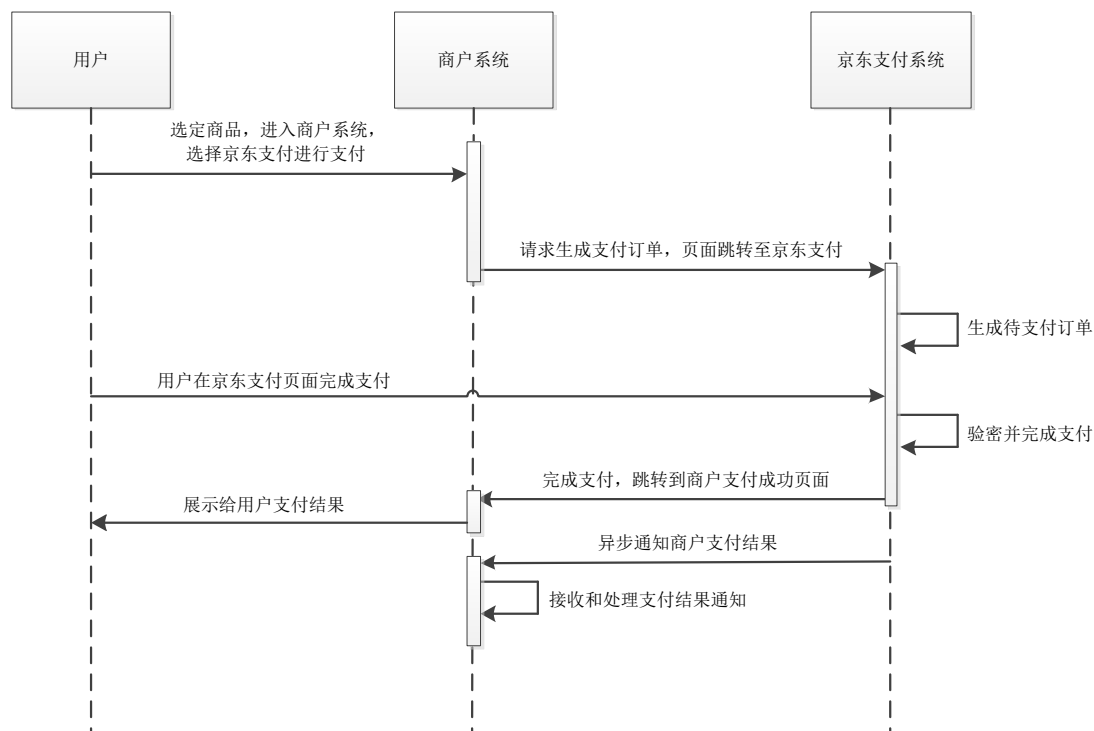 用户
商户系统
京东支付系统
选定商品，进入商户系统，
选择京东支付进行支付
请求生成支付订单，页面跳转至京东支付
生成待支付订单
用户在京东支付页面完成支付
验密并完成支付
完成支付，跳转到商户支付成功页面
展示给用户支付结果
异步通知商户支付结果
接收和处理支付结果通知